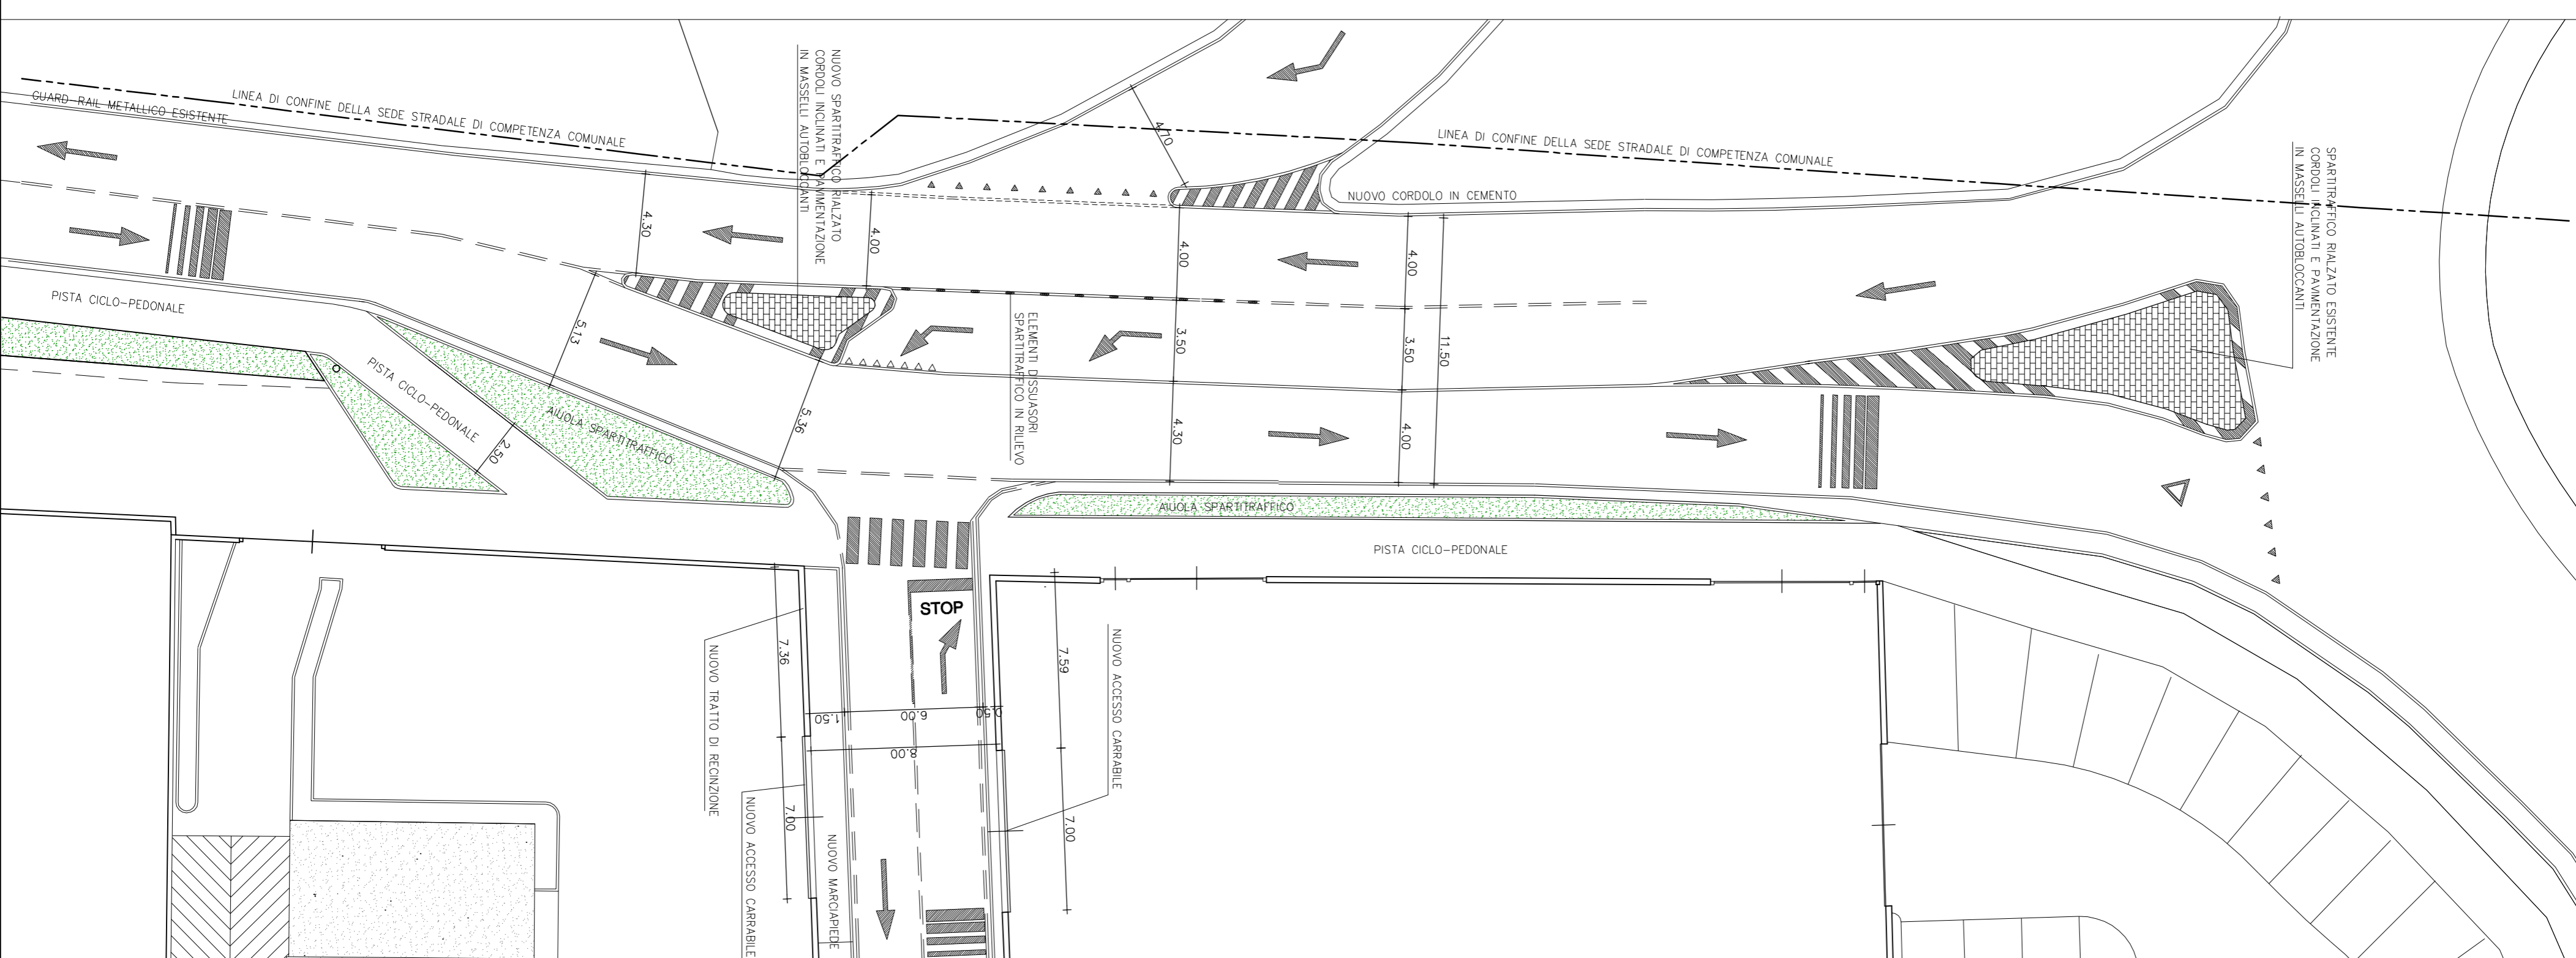 LINEA DI CONFINE DELLA SEDE STRADALE DI COMPETENZA COMUNALE
GUARD-RAIL METALLICO ESISTENTE
NUOVO SPARTITRAFFICO RIALZATO
CORDOLI INCLINATI E PAVIMENTAZIONE
IN MASSELLI AUTOBLOCCANTI
4.70
LINEA DI CONFINE DELLA SEDE STRADALE DI COMPETENZA COMUNALE
SPARTITRAFFICO RIALZATO ESISTENTE
CORDOLI INCLINATI E PAVIMENTAZIONE
IN MASSELLI AUTOBLOCCANTI
NUOVO CORDOLO IN CEMENTO
4.30
4.00
4.00
4.00
PISTA CICLO-PEDONALE
5.13
ELEMENTI DISSUASORI
SPARTITRAFFICO IN RILIEVO
3.50
3.50
11.50
PISTA CICLO-PEDONALE
2.50
AIUOLA SPARTITRAFFICO
5.36
4.30
4.00
AIUOLA SPARTITRAFFICO
PISTA CICLO-PEDONALE
STOP
NUOVO TRATTO DI RECINZIONE
7.36
7.59
NUOVO ACCESSO CARRABILE
1.50
6.00
0.50
8.00
7.00
7.00
NUOVO ACCESSO CARRABILE
NUOVO MARCIAPIEDE